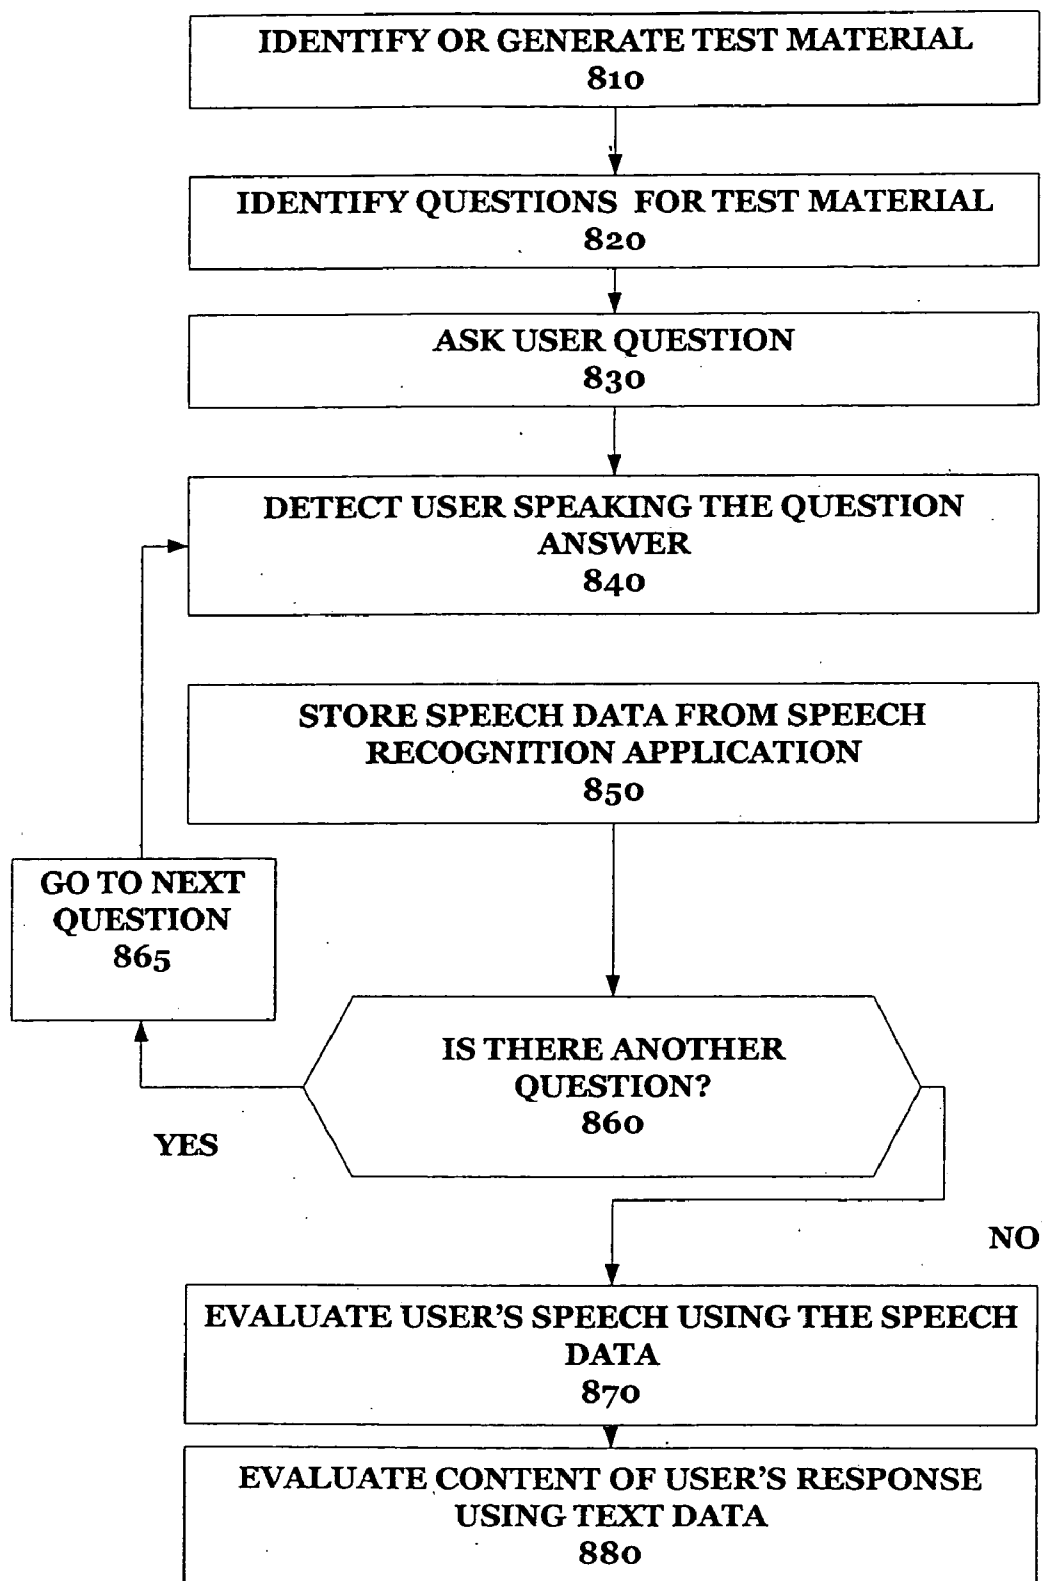 IDENTIFY OR GENERATE TEST MATERIAL
810
IDENTIFY QUESTIONS FOR TEST MATERIAL
820
ASK USER QUESTION
830
DETECT USER SPEAKING THE QUESTION
ANSWER
840
STORE SPEECH DATA FROM SPEECH
RECOGNITION APPLICATION
850
GO TO NEXT
QUESTION
865
IS THERE ANOTHER
QUESTION?
860
YES
NO
EVALUATE USER'S SPEECH USING THE SPEECH
DATA
870
EVALUATE CONTENT OF USER'S RESPONSE
USING TEXT DATA
880